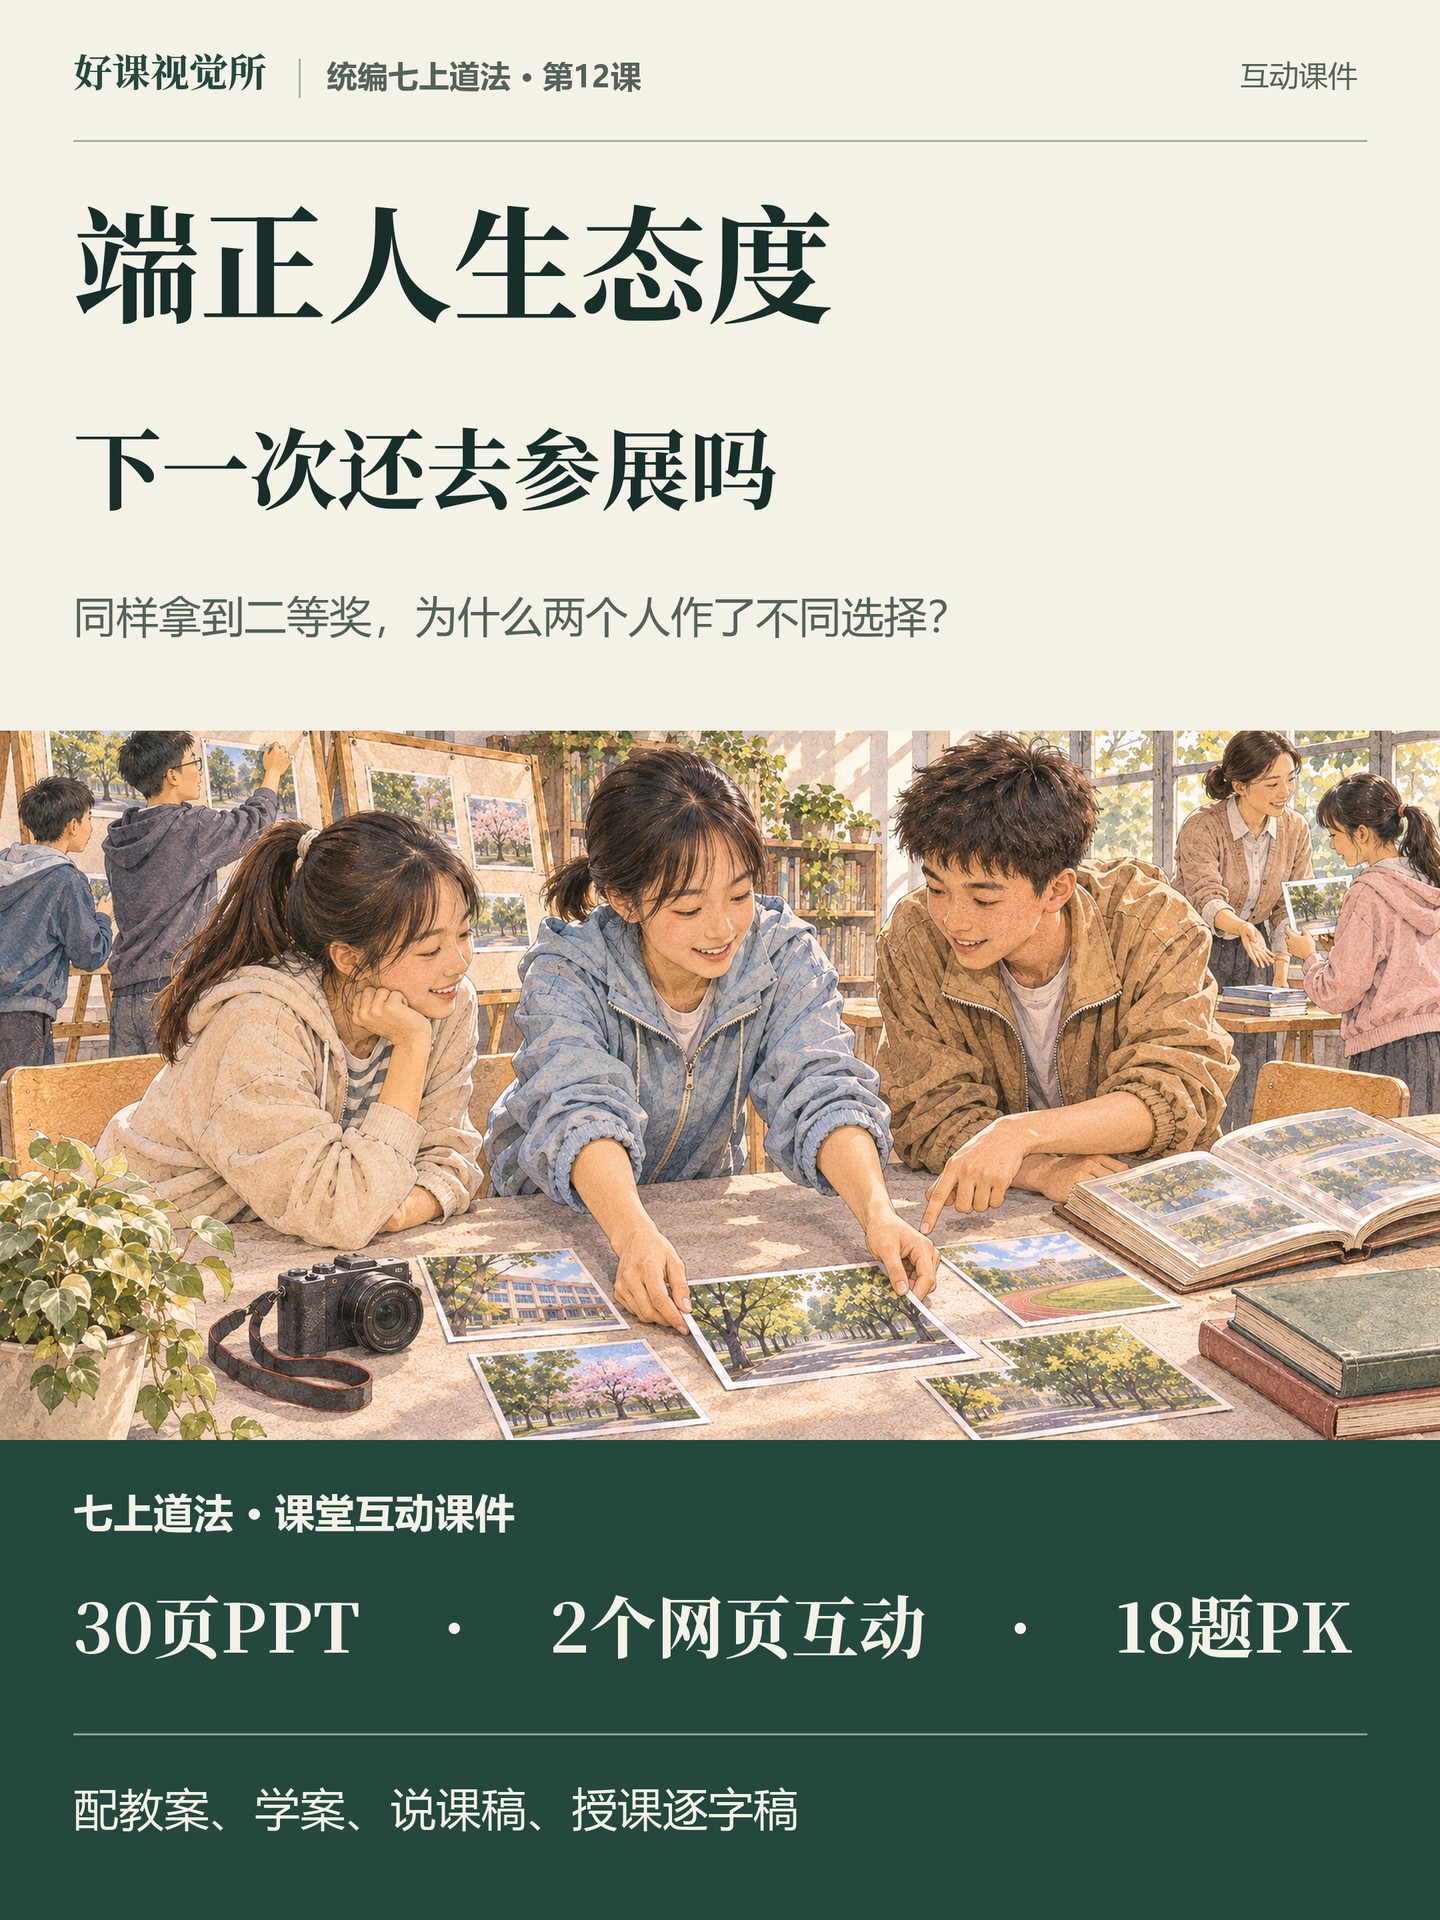 好课视觉所 | 统编七上道法·第12课 互动课件
端正人生态度
下一次还去参展吗
同样拿到二等奖，为什么两个人作了不同选择？
七上道法·课堂互动课件
30页PPT · 2个网页互动 · 18题PK
配教案、学案、说课稿、授课逐字稿